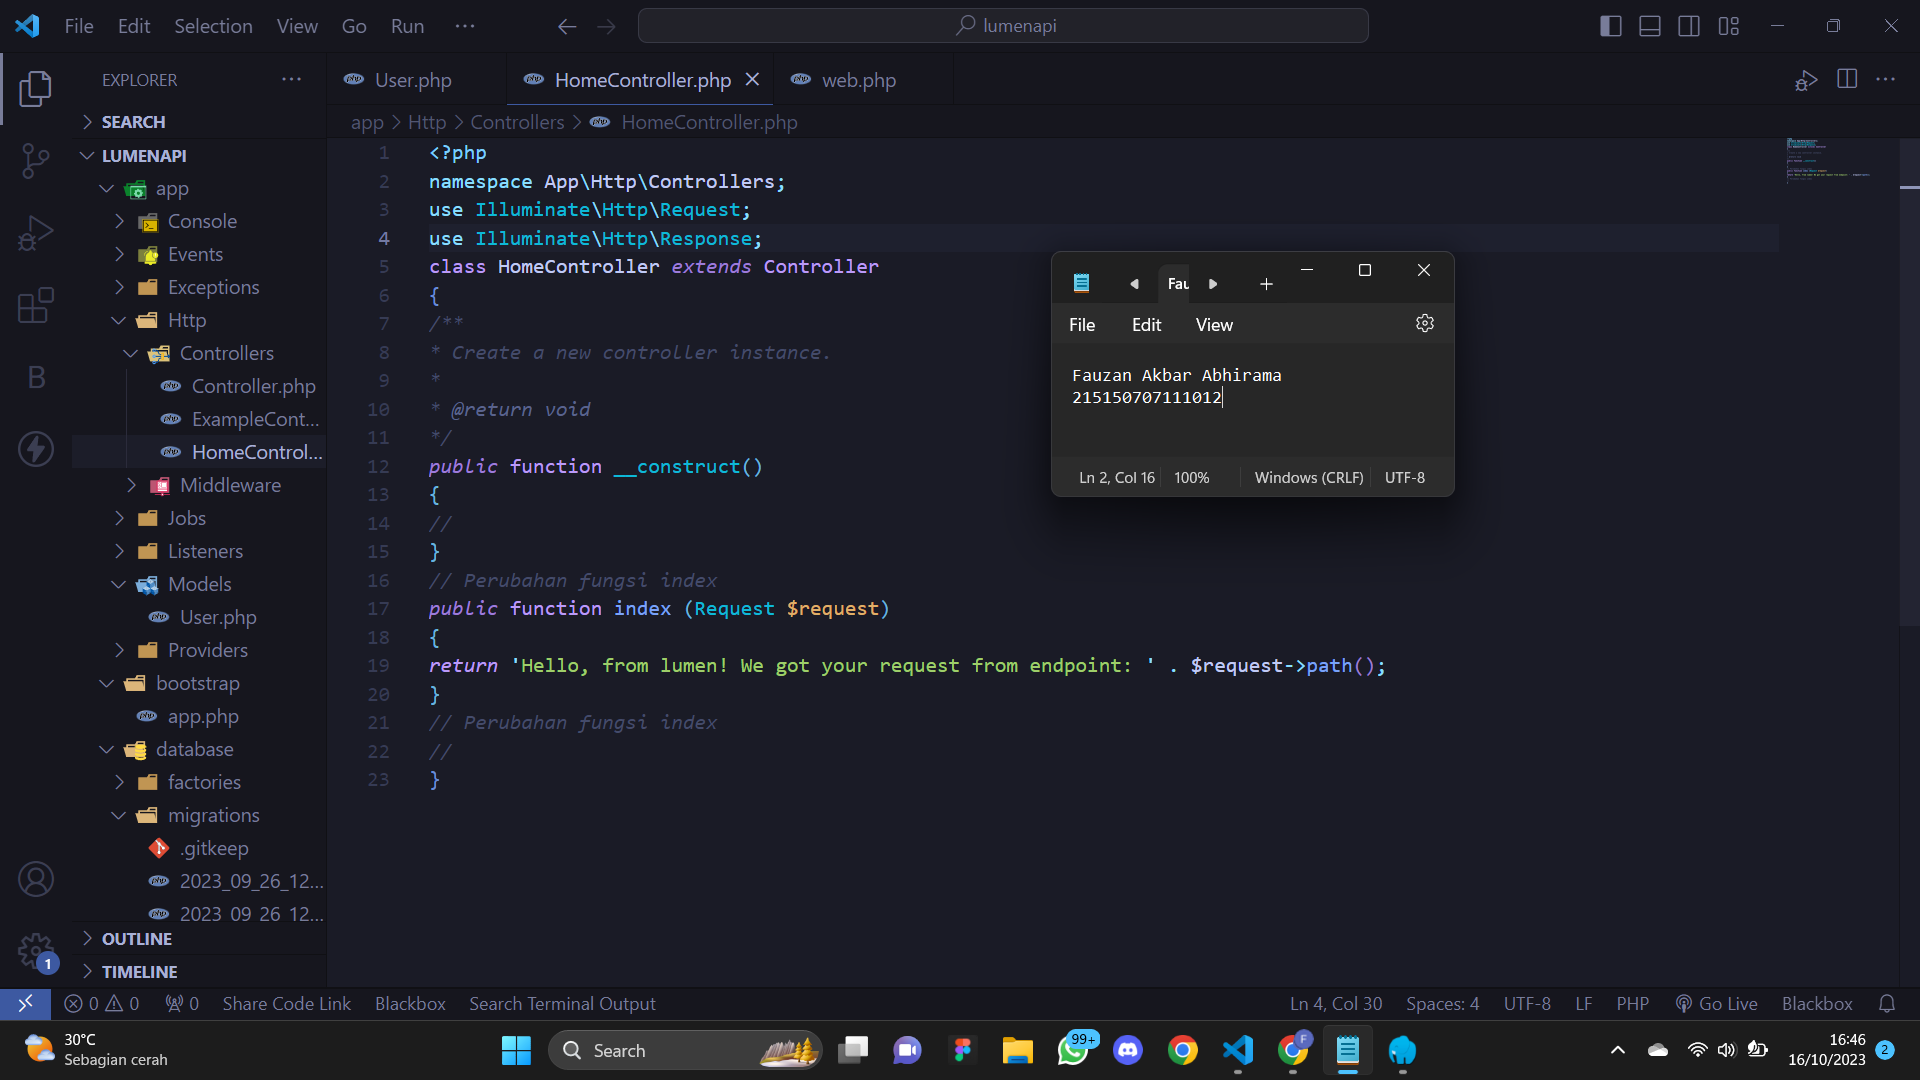 File Edit Selection View Go Run ··· lumenapi
EXPLORER ···
SEARCH
LUMENAPI
app
Console
Events
Exceptions
Http
Controllers
Controller.php
ExampleCont...
HomeControl...
Middleware
Jobs
Listeners
Models
User.php
Providers
bootstrap
app.php
database
factories
migrations
.gitkeep
2023_09_26_12...
2023_09_26_12...
OUTLINE
TIMELINE
B
1
User.php HomeController.php web.php
app > Http > Controllers > HomeController.php
1 <?php
2 namespace App\Http\Controllers;
3 use Illuminate\Http\Request;
4 use Illuminate\Http\Response;
5 class HomeController extends Controller
6 {
7 /**
8 * Create a new controller instance.
9 *
10 * @return void
11 */
12 public function __construct()
13 {
14 //
15 }
16 // Perubahan fungsi index
17 public function index (Request $request)
18 {
19 return 'Hello, from lumen! We got your request from endpoint: ' . $request->path();
20 }
21 // Perubahan fungsi index
22 //
23 }
Fau
File Edit View
Fauzan Akbar Abhirama
215150707111012
Ln 2, Col 16 100% Windows (CRLF) UTF-8
0 0 0 Share Code Link Blackbox Search Terminal Output Ln 4, Col 30 Spaces: 4 UTF-8 LF PHP Go Live Blackbox
30°C
Sebagian cerah
Search
99+
F
16:46
16/10/2023
2